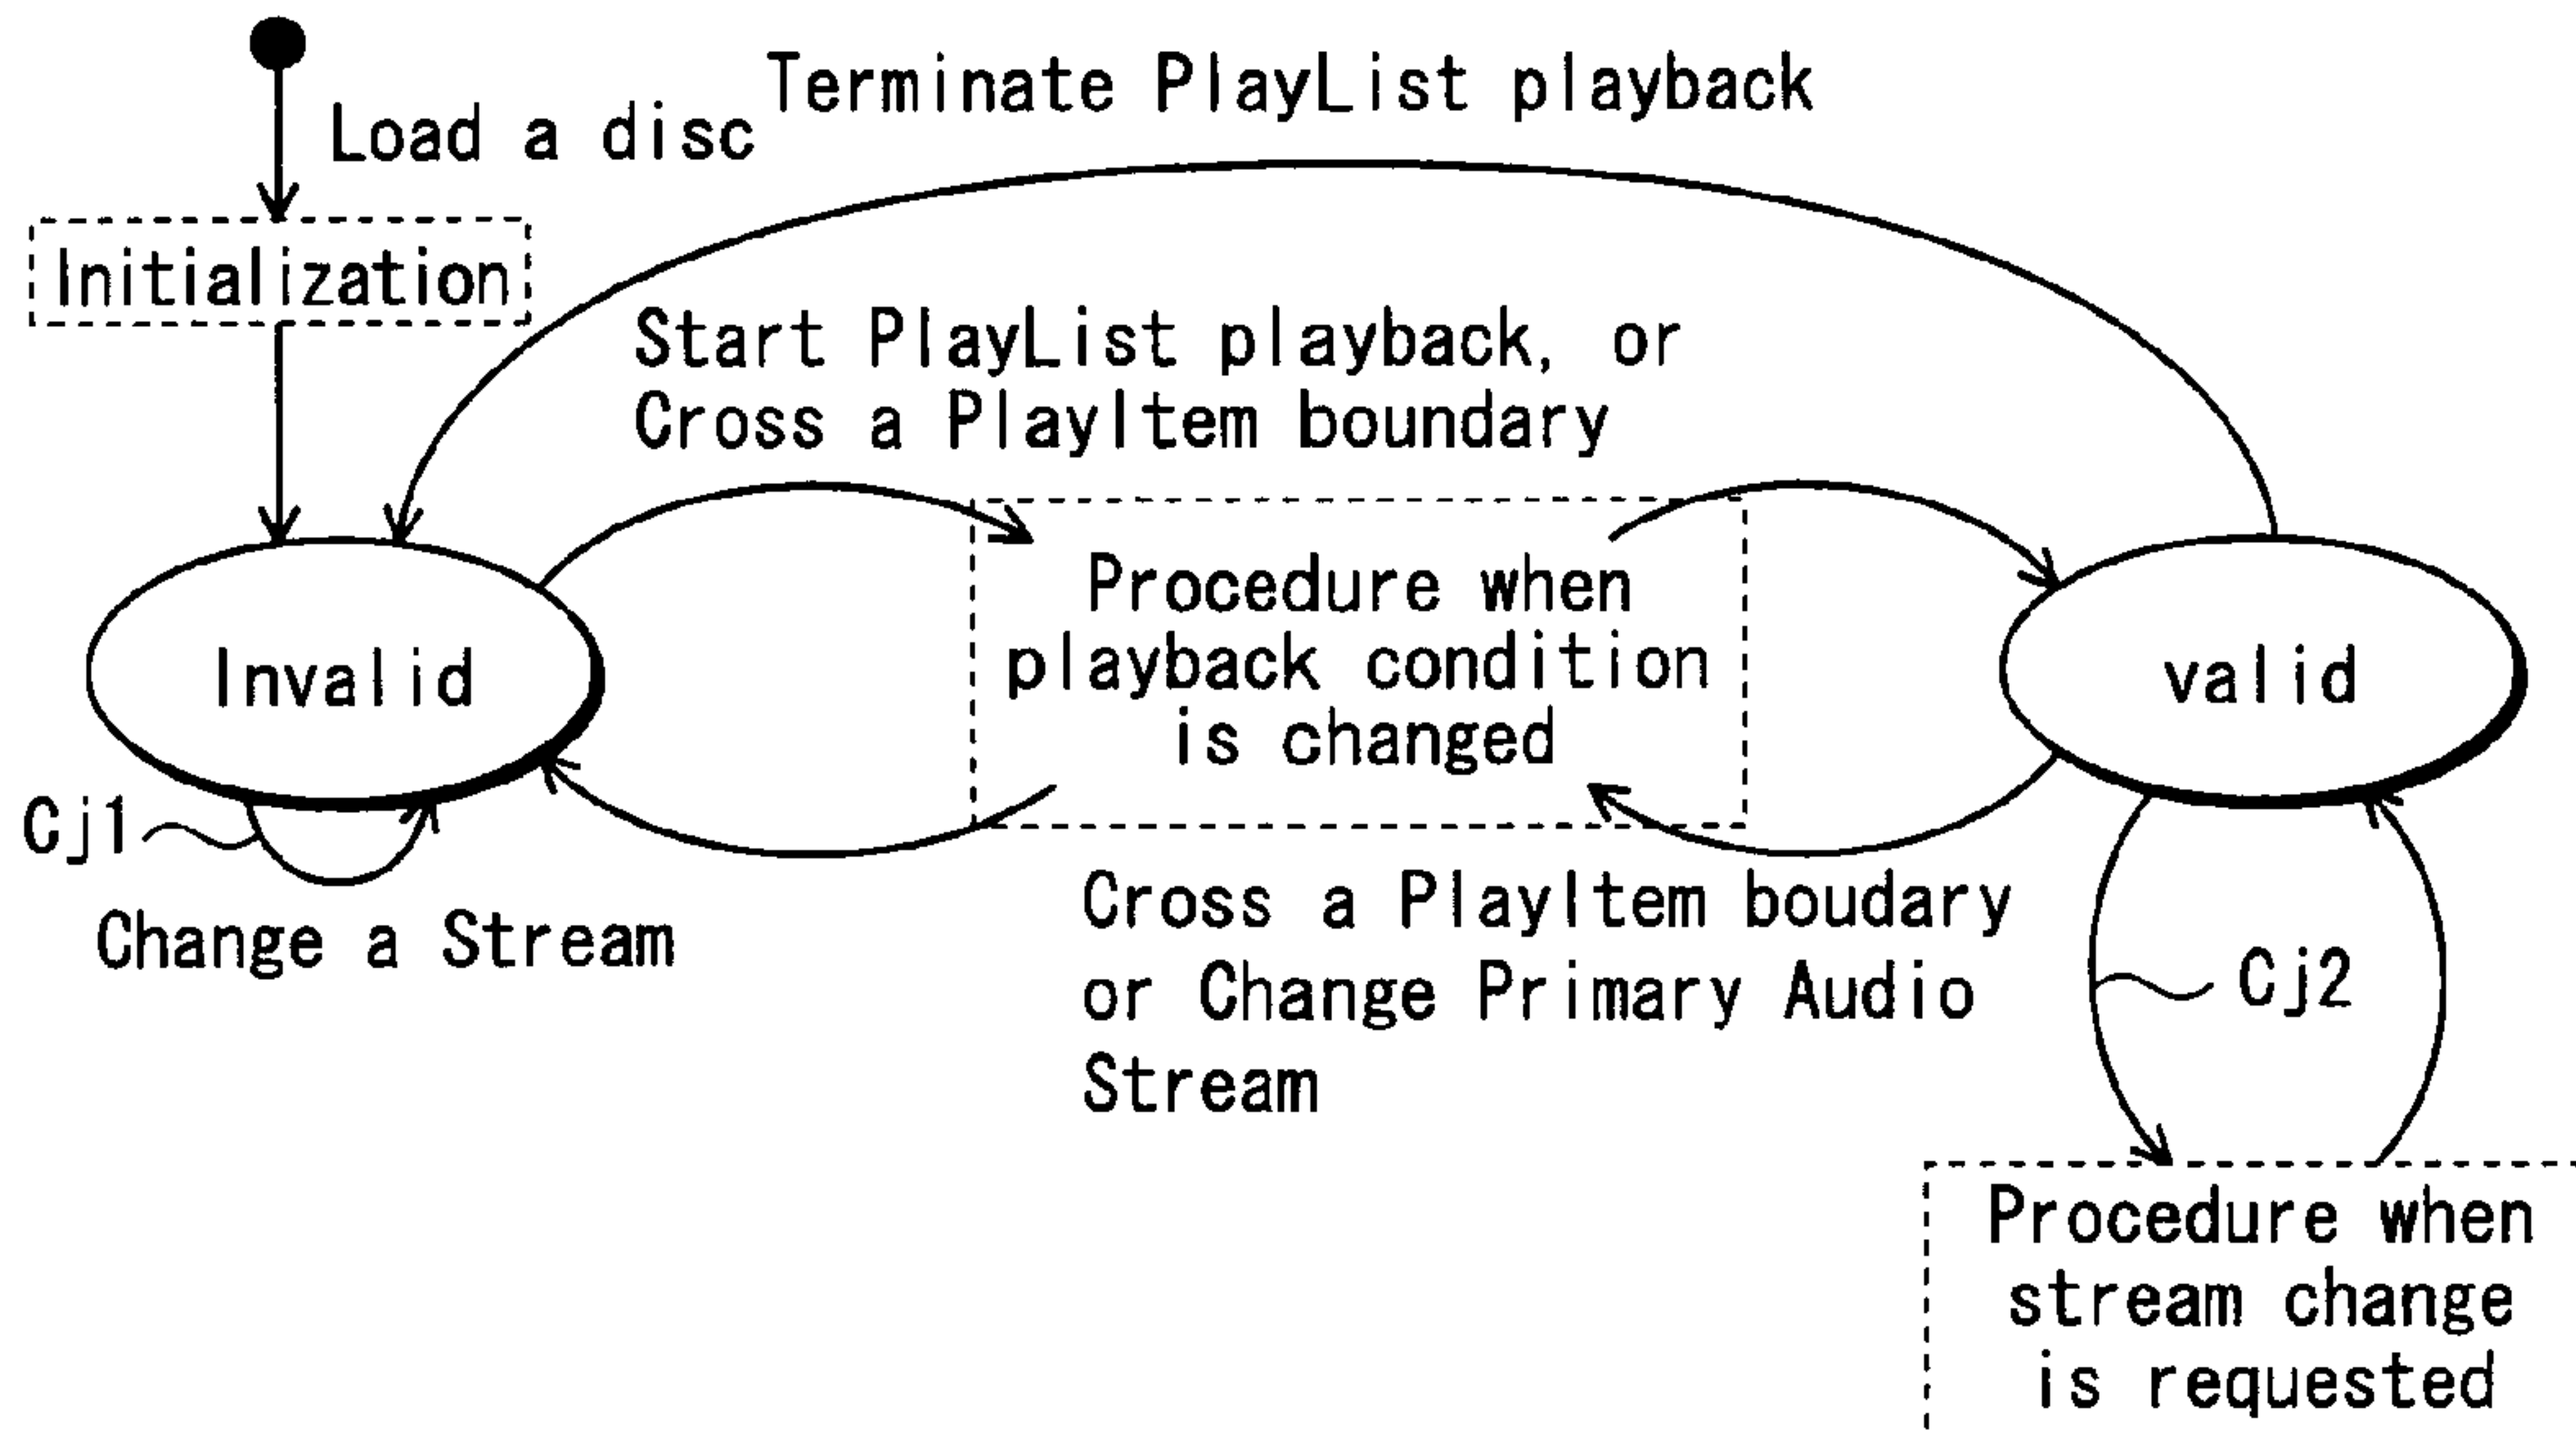 Load a disc
Terminate PlayList playback
Initialization
Start PlayList playback, or
Cross a PlayItem boundary
Invalid
Procedure when
playback condition
is changed
valid
Cj1
Change a Stream
Cross a PlayItem boudary
or Change Primary Audio
Stream
Cj2
Procedure when
stream change
is requested